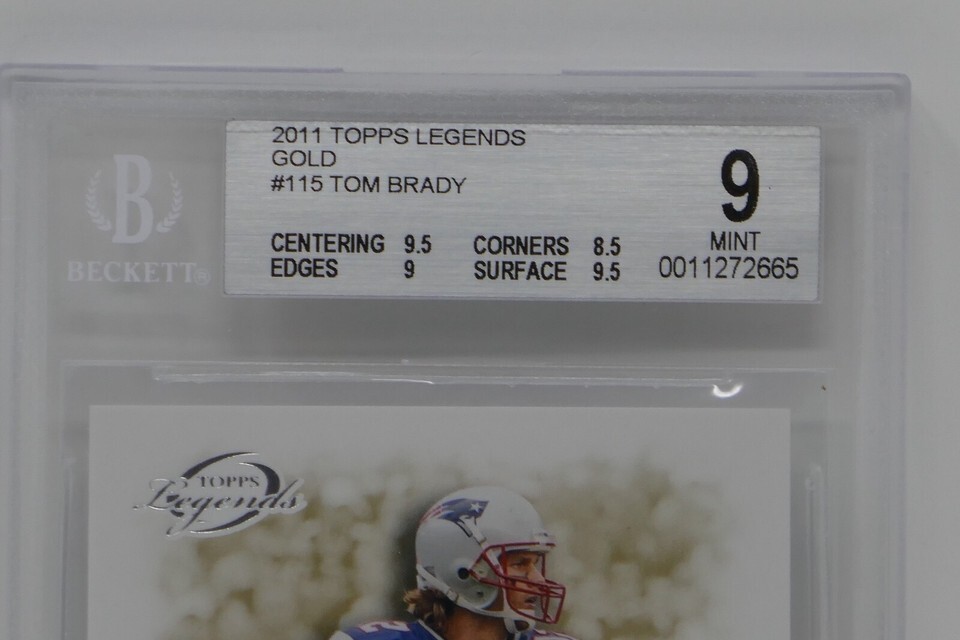 2011 TOPPS LEGENDS
GOLD
#115 TOM BRADY
9
MINT
0011272665
CENTERING 9.5 CORNERS 8.5
EDGES 9 SURFACE 9.5
B
BECKETT®
TOPPS
Legends
2